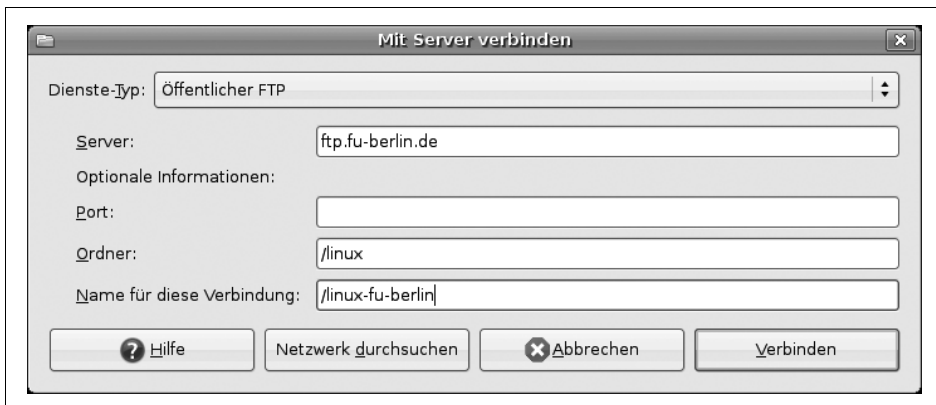 Mit Server verbinden
Dienste-Typ: Öffentlicher FTP
Server: ftp.fu-berlin.de
Optionale Informationen:
Port:
Ordner: /linux
Name für diese Verbindung: /linux-fu-berlin
Hilfe Netzwerk durchsuchen Abbrechen Verbinden